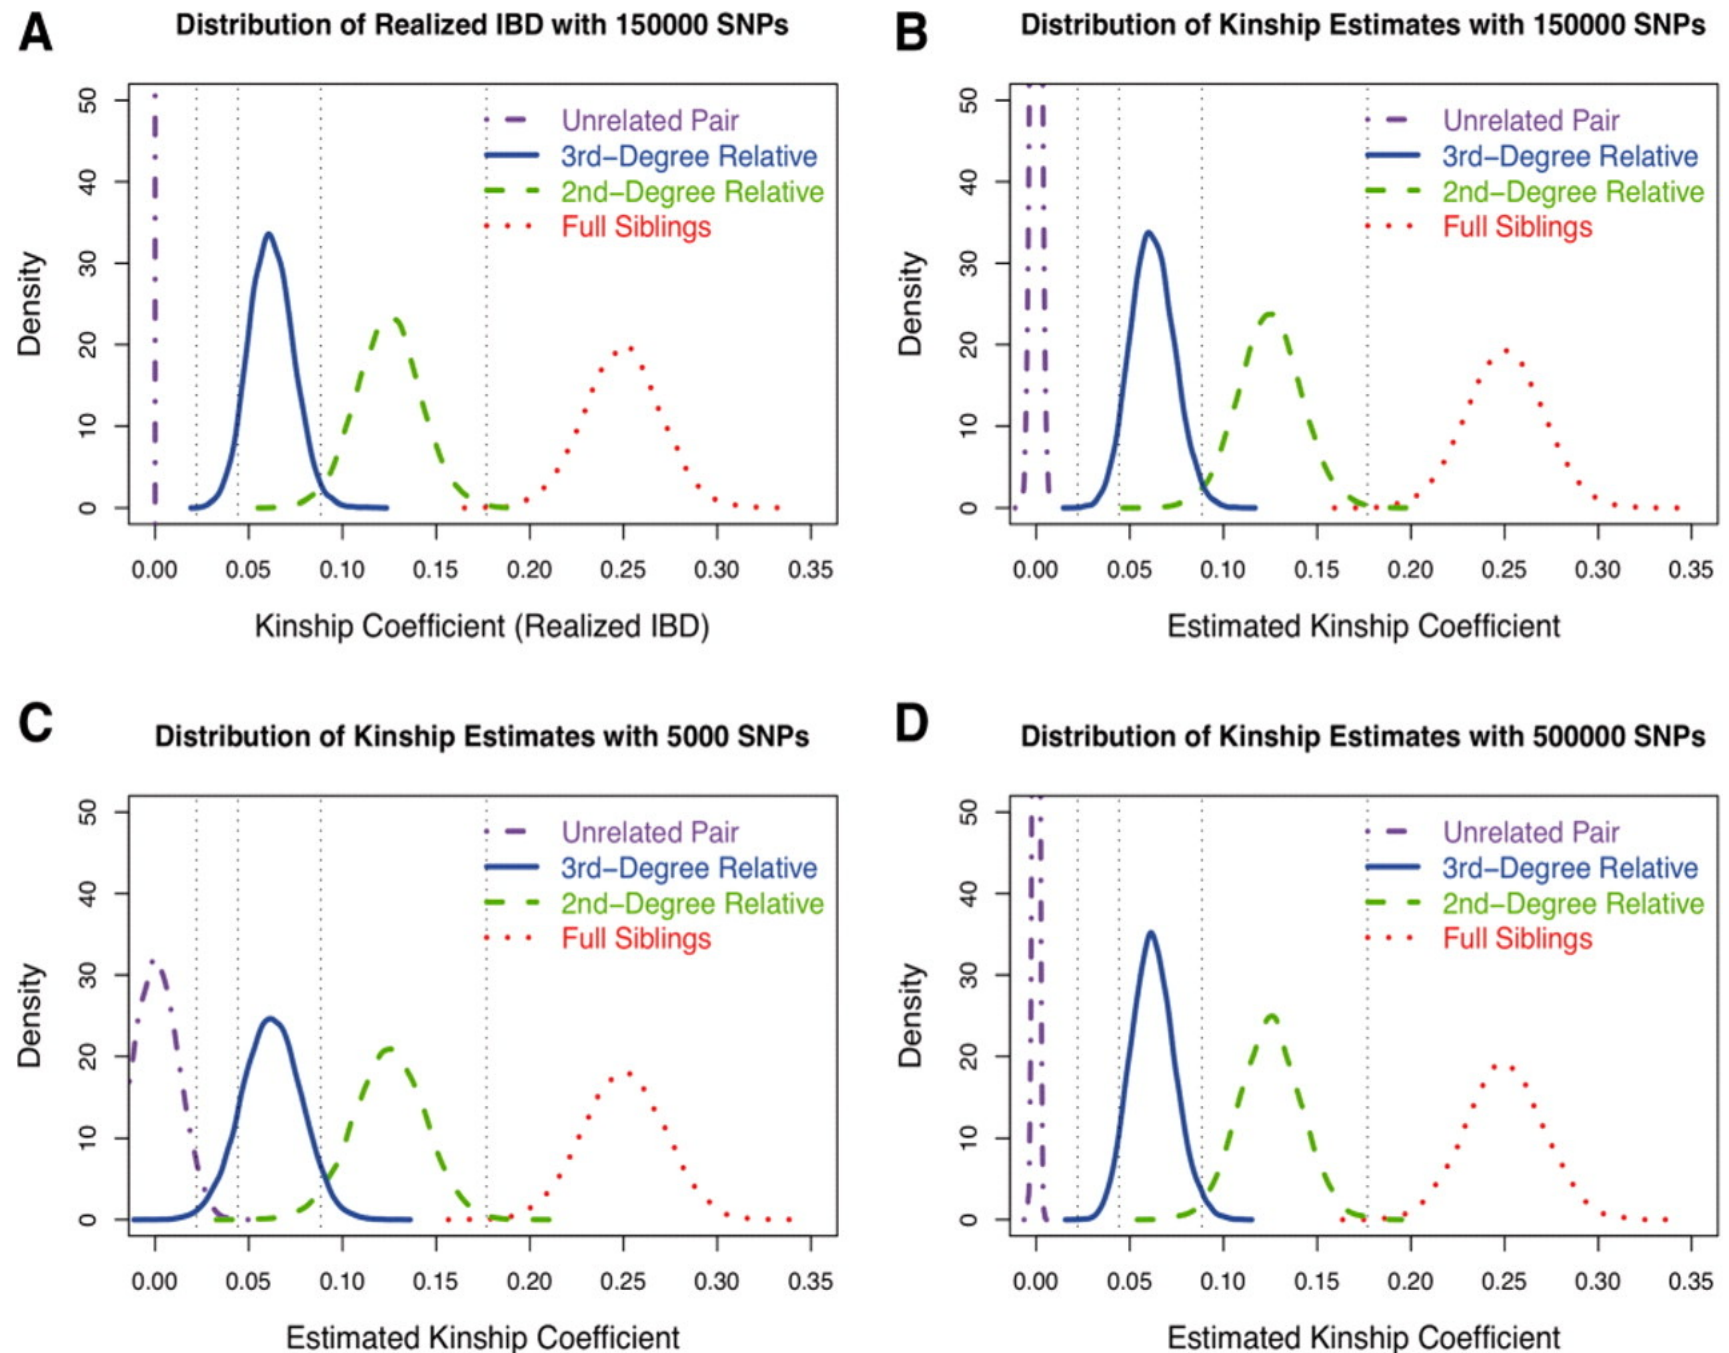 A
Distribution of Realized IBD with 150000 SNPs
50
40
30
20
10
0
Density
Unrelated Pair
3rd−Degree Relative
2nd−Degree Relative
Full Siblings
0.00 0.05 0.10 0.15 0.20 0.25 0.30 0.35
Kinship Coefficient (Realized IBD)
B
Distribution of Kinship Estimates with 150000 SNPs
50
40
30
20
10
0
Density
Unrelated Pair
3rd−Degree Relative
2nd−Degree Relative
Full Siblings
0.00 0.05 0.10 0.15 0.20 0.25 0.30 0.35
Estimated Kinship Coefficient
C
Distribution of Kinship Estimates with 5000 SNPs
50
40
30
20
10
0
Density
Unrelated Pair
3rd−Degree Relative
2nd−Degree Relative
Full Siblings
0.00 0.05 0.10 0.15 0.20 0.25 0.30 0.35
Estimated Kinship Coefficient
D
Distribution of Kinship Estimates with 500000 SNPs
50
40
30
20
10
0
Density
Unrelated Pair
3rd−Degree Relative
2nd−Degree Relative
Full Siblings
0.00 0.05 0.10 0.15 0.20 0.25 0.30 0.35
Estimated Kinship Coefficient